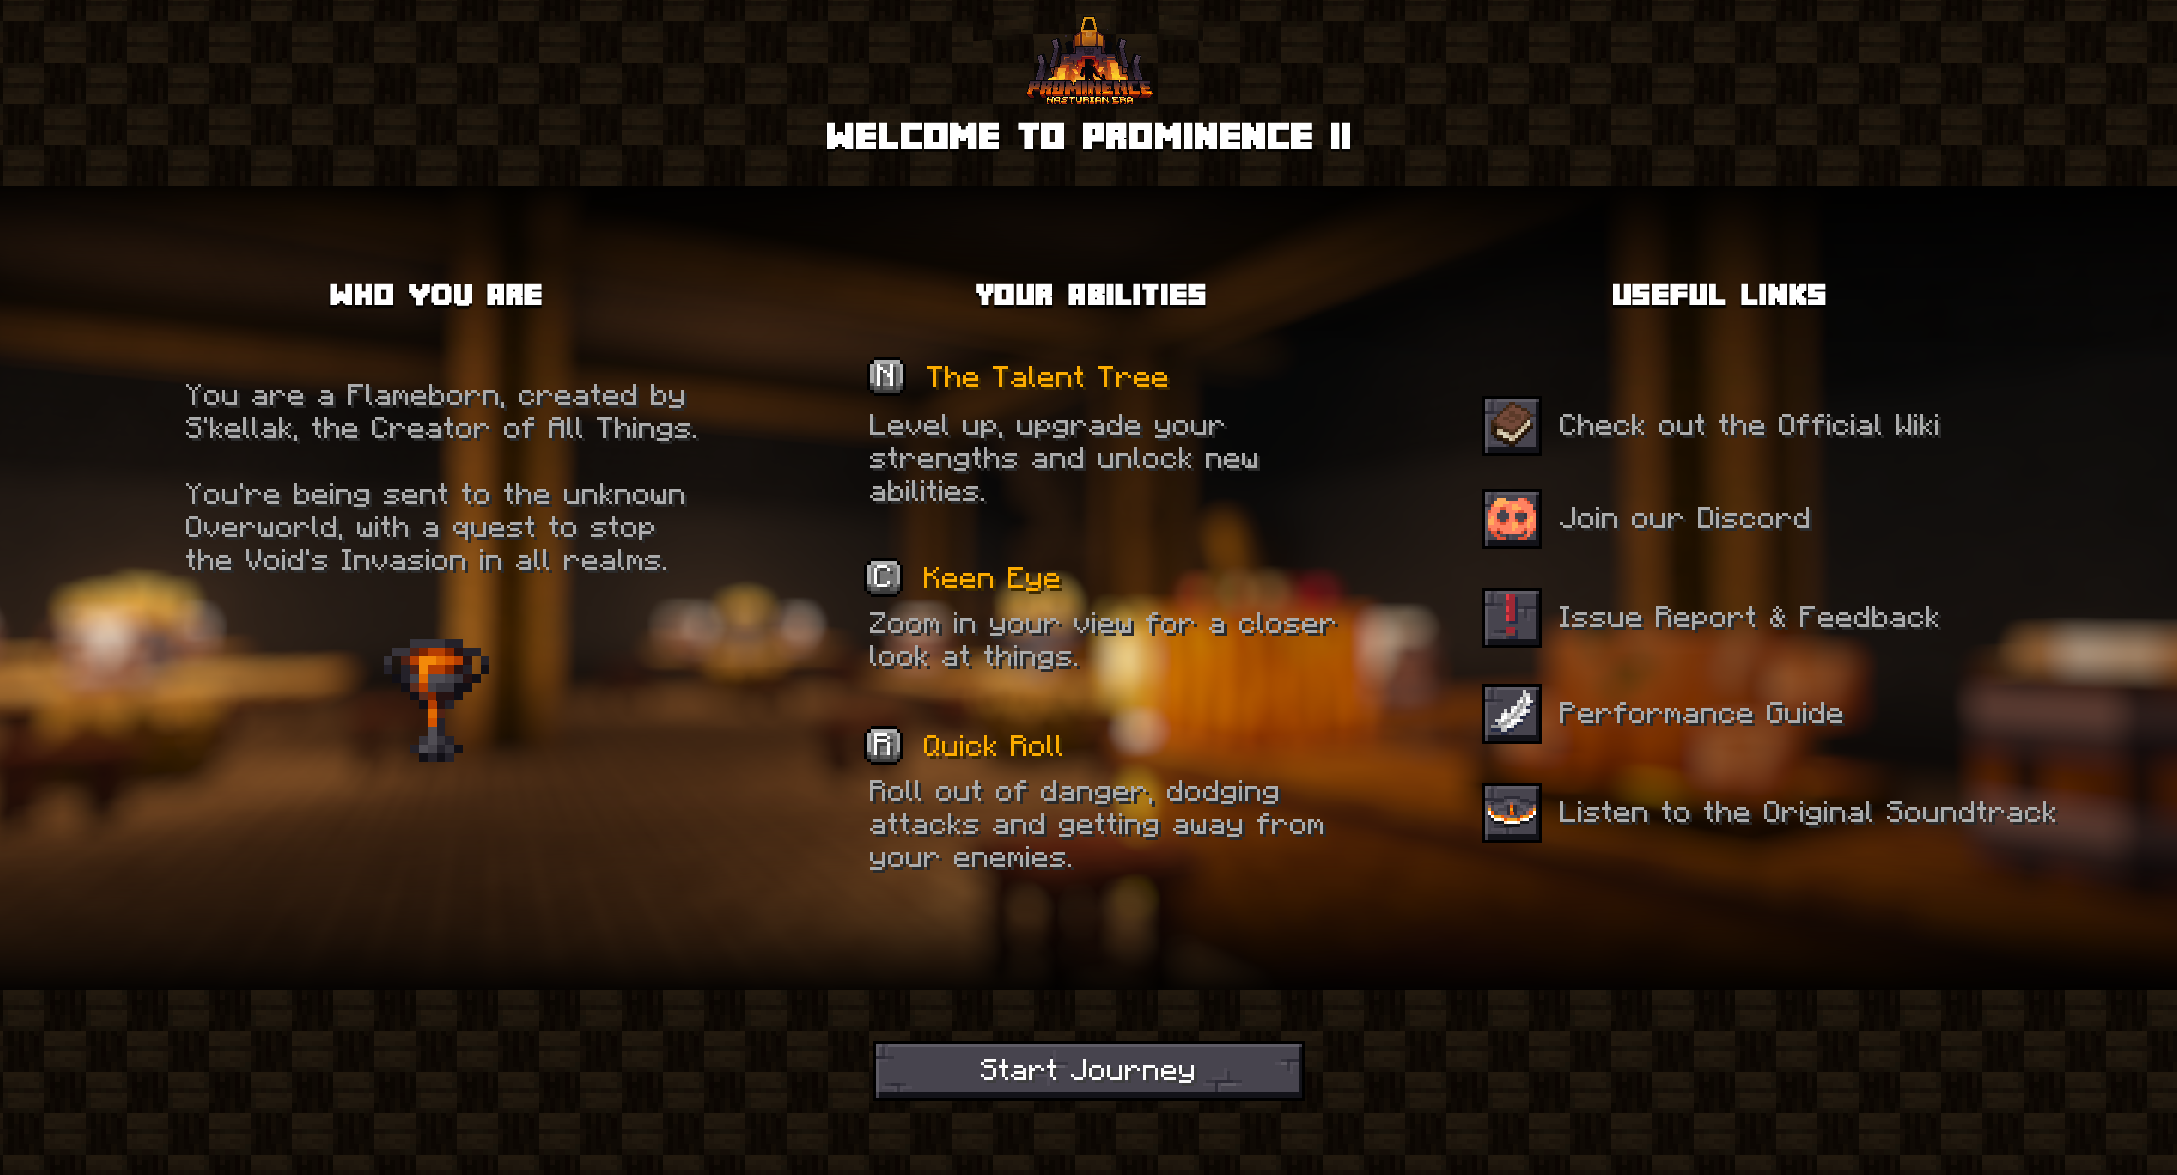 PROMINENCE
HASTURIAN ERA
WELCOME TO PROMINENCE II
WHO YOU ARE
You are a Flameborn, created by
S'kellak, the Creator of All Things.
You're being sent to the unknown
Overworld, with a quest to stop
the Void's Invasion in all realms.
YOUR ABILITIES
N The Talent Tree
Level up, upgrade your
strengths and unlock new
abilities.
C Keen Eye
Zoom in your view for a closer
look at things.
R Quick Roll
Roll out of danger, dodging
attacks and getting away from
your enemies.
USEFUL LINKS
Check out the Official Wiki
Join our Discord
Issue Report & Feedback
Performance Guide
Listen to the Original Soundtrack
Start Journey